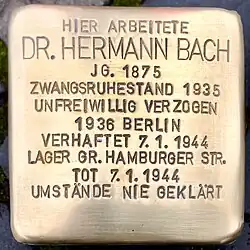 HIER ARBEITETE
DR. HERMANN BACH
JG. 1875
ZWANGSRUHESTAND 1935
UNFREIWILLIG VERZOGEN
1936 BERLIN
VERHAFTET 7. 1. 1944
LAGER GR. HAMBURGER STR.
TOT 7. 1. 1944
UMSTÄNDE NIE GEKLÄRT